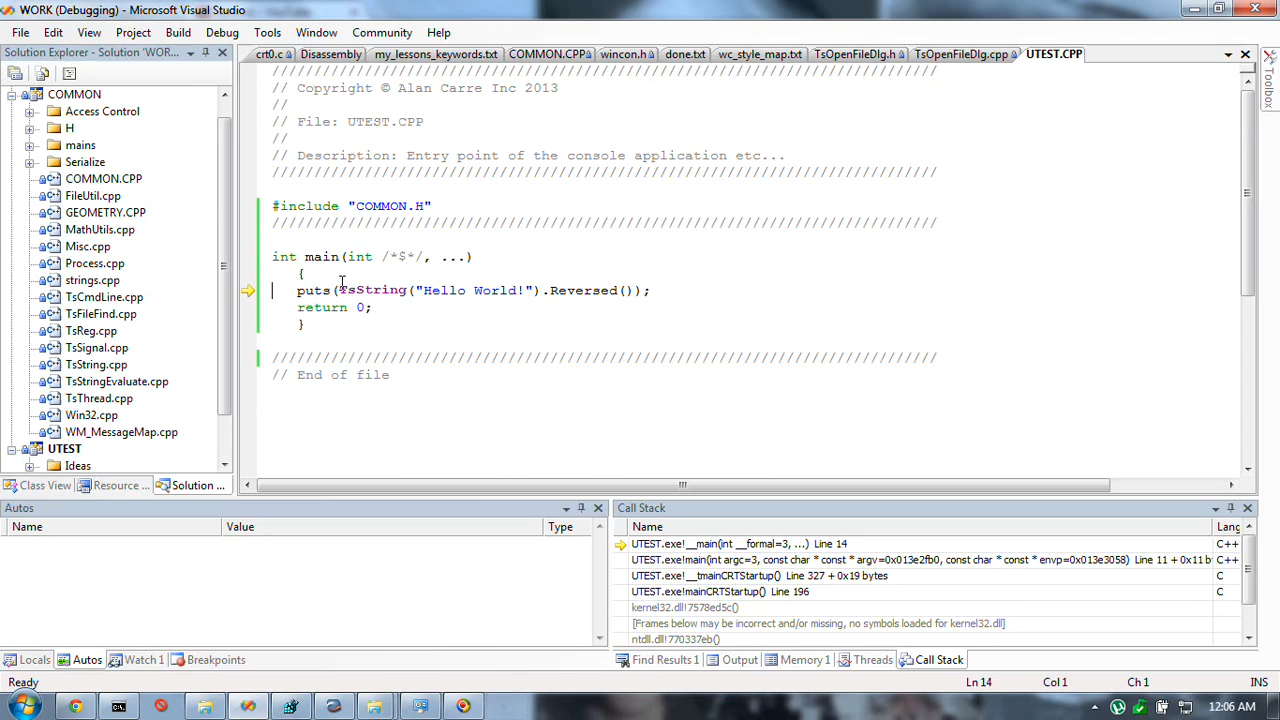 WORK (Debugging) - Microsoft Visual Studio
File Edit View Project Build Debug Tools Window Community Help
Solution Explorer - Solution 'WOR...
crt0.c Disassembly my_lessons_keywords.txt COMMON.CPP wincon.h done.txt wc_style_map.txt TsOpenFileDlg.h TsOpenFileDlg.cpp UTEST.CPP
Toolbox
COMMON
Access Control
H
mains
Serialize
COMMON.CPP
FileUtil.cpp
GEOMETRY.CPP
MathUtils.cpp
Misc.cpp
Process.cpp
strings.cpp
TsCmdLine.cpp
TsFileFind.cpp
TsReg.cpp
TsSignal.cpp
TsString.cpp
TsStringEvaluate.cpp
TsThread.cpp
Win32.cpp
WM_MessageMap.cpp
UTEST
Ideas
Class View Resource ... Solution ...
///////////////////////////////////////////////////////////////////////////////
// Copyright © Alan Carre Inc 2013
//
// File: UTEST.CPP
//
// Description: Entry point of the console application etc...
///////////////////////////////////////////////////////////////////////////////
#include "COMMON.H"
///////////////////////////////////////////////////////////////////////////////
int main(int /*$*/, ...)
{
puts(TsString("Hello World!").Reversed());
return 0;
}
///////////////////////////////////////////////////////////////////////////////
// End of file
Autos
Name Value Type
Locals Autos Watch 1 Breakpoints
Call Stack
Name Lang
UTEST.exe!__main(int __formal=3, ...) Line 14 C++
UTEST.exe!main(int argc=3, const char * const * argv=0x013e2fb0, const char * const * envp=0x013e3058) Line 11 + 0x11 b C++
UTEST.exe!__tmainCRTStartup() Line 327 + 0x19 bytes C
UTEST.exe!mainCRTStartup() Line 196 C
kernel32.dll!7578ed5c()
[Frames below may be incorrect and/or missing, no symbols loaded for kernel32.dll]
ntdll.dll!770337eb()
Find Results 1 Output Memory 1 Threads Call Stack
Ready Ln 14 Col 1 Ch 1 INS
12:06 AM